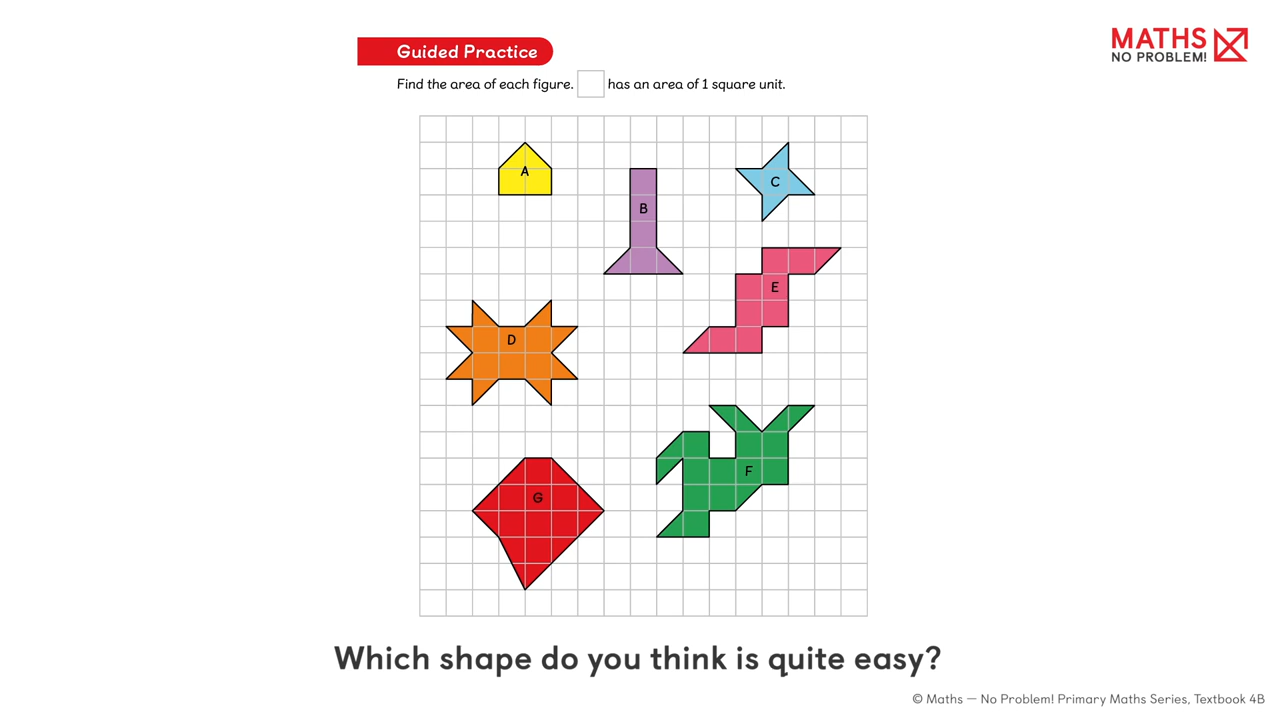 MATHS
NO PROBLEM!
Guided Practice
Find the area of each figure. has an area of 1 square unit.
A
B
C
D
E
F
G
Which shape do you think is quite easy?
© Maths — No Problem! Primary Maths Series, Textbook 4B